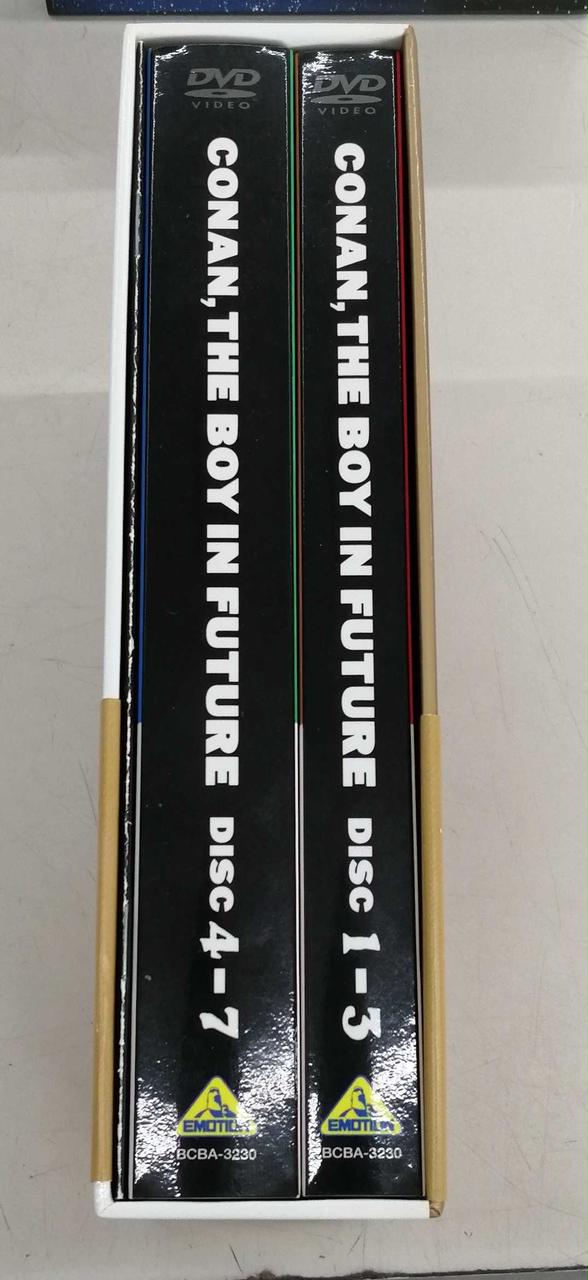 DVD
VIDEO
CONAN, THE BOY IN FUTURE DISC 4-7
EMOTION
BCBA-3230
DVD
VIDEO
CONAN, THE BOY IN FUTURE DISC 1-3
EMOTION
BCBA-3230